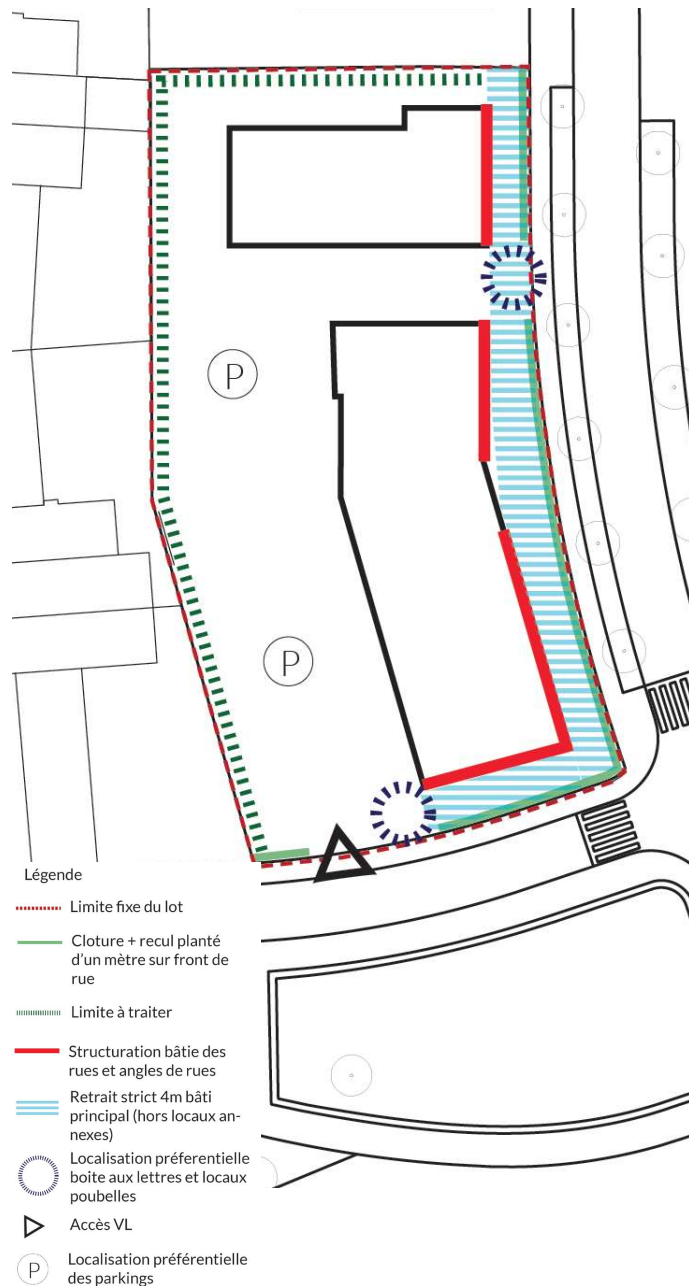 P
P
Légende
Limite fixe du lot
Cloture + recul planté
d'un mètre sur front de
rue
Limite à traiter
Structuration bâtie des
rues et angles de rues
Retrait strict 4m bâti
principal (hors locaux an-
nexes)
Localisation préferentielle
boite aux lettres et locaux
poubelles
Accès VL
P
Localisation préférentielle
des parkings